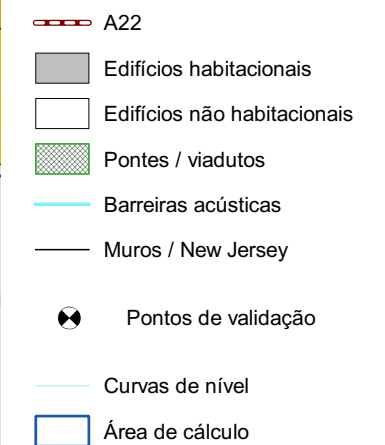 A22
Edifícios habitacionais
Edifícios não habitacionais
Pontes / viadutos
Barreiras acústicas
Muros / New Jersey
Pontos de validação
Curvas de nível
Área de cálculo